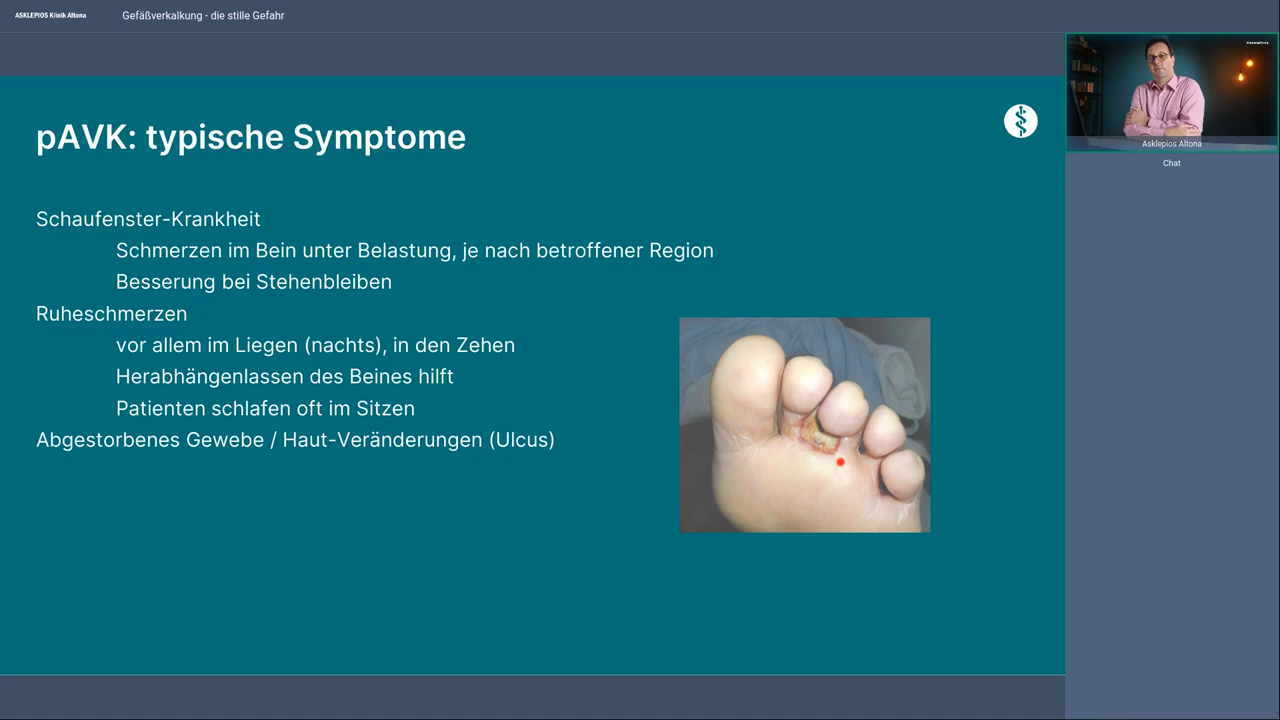 ASKLEPIOS Klinik Altona
Gefäßverkalkung - die stille Gefahr
pAVK: typische Symptome
Schaufenster-Krankheit
Schmerzen im Bein unter Belastung, je nach betroffener Region
Besserung bei Stehenbleiben
Ruheschmerzen
vor allem im Liegen (nachts), in den Zehen
Herabhängenlassen des Beines hilft
Patienten schlafen oft im Sitzen
Abgestorbenes Gewebe / Haut-Veränderungen (Ulcus)
Asklepios Altona
Chat